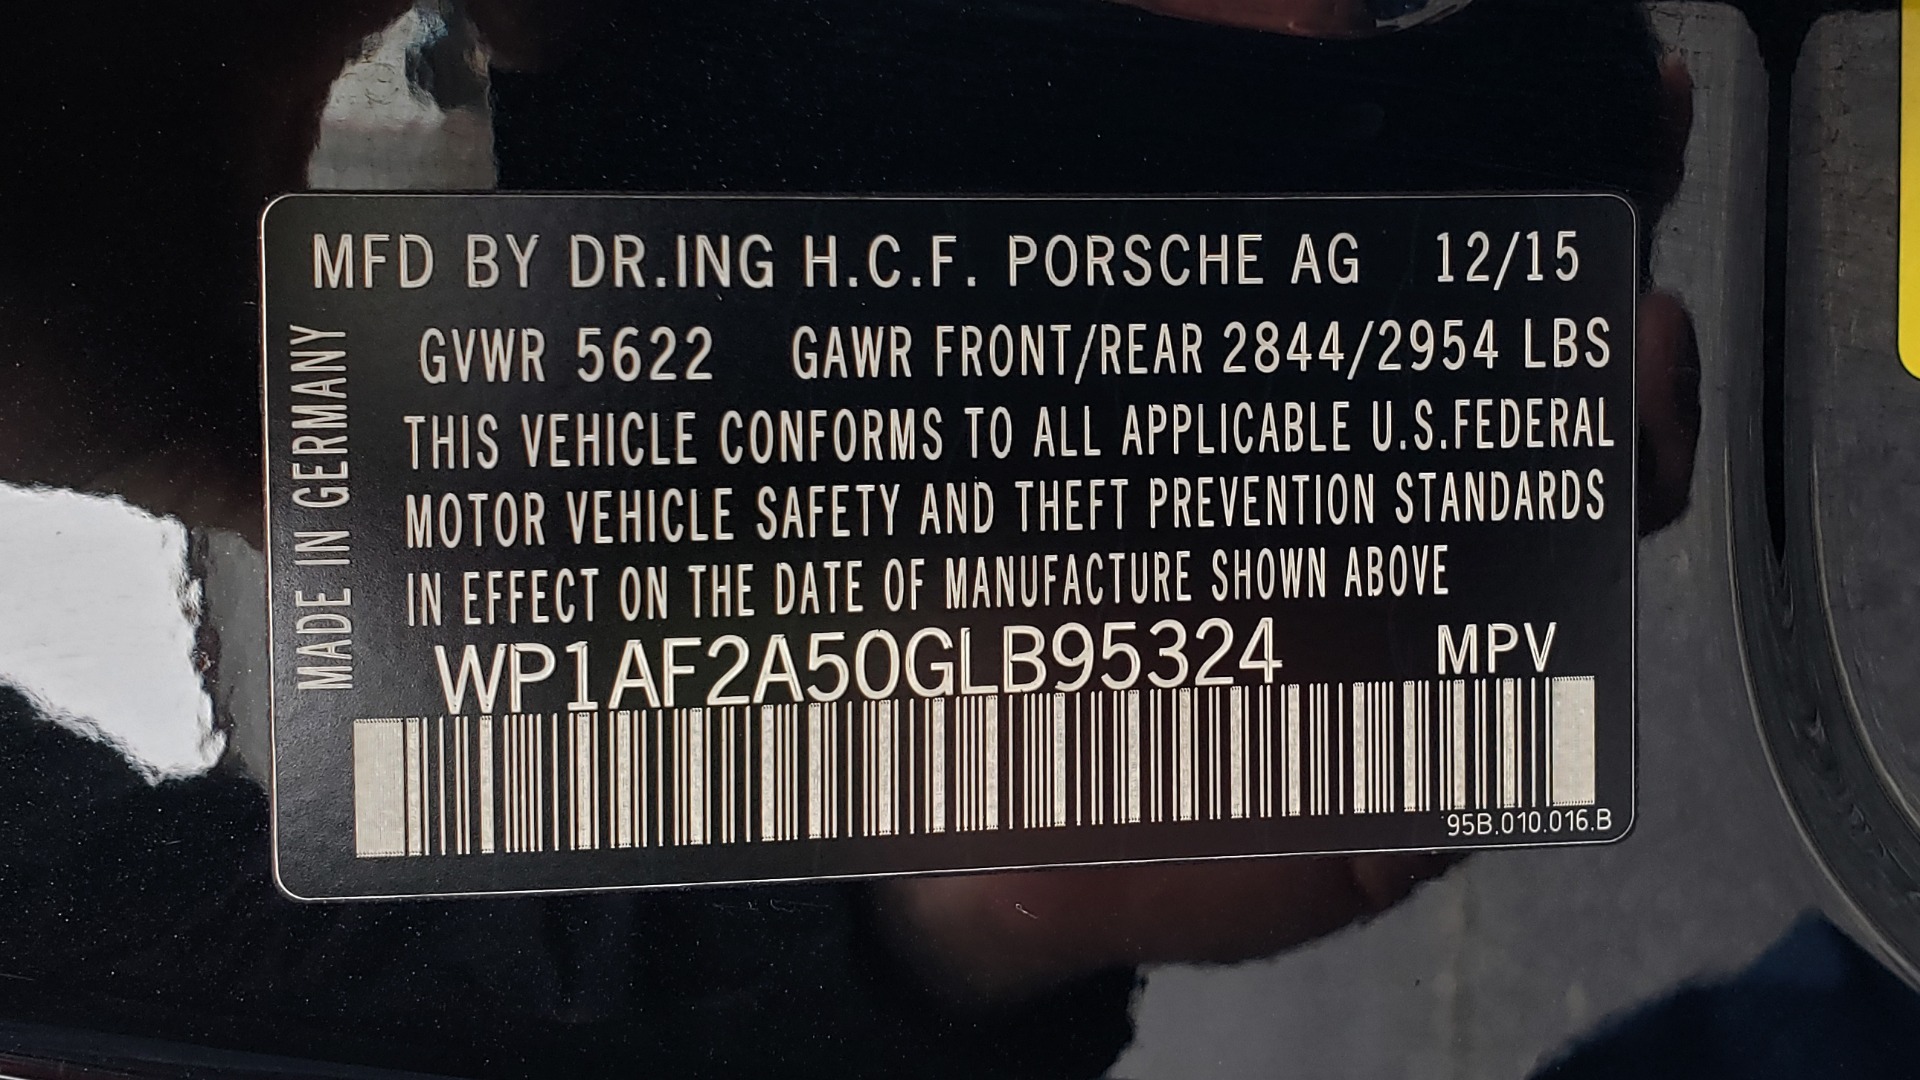 MFD BY DR.ING H.C.F. PORSCHE AG 12/15
GVWR 5622 GAWR FRONT/REAR 2844/2954 LBS
THIS VEHICLE CONFORMS TO ALL APPLICABLE U.S.FEDERAL
MOTOR VEHICLE SAFETY AND THEFT PREVENTION STANDARDS
IN EFFECT ON THE DATE OF MANUFACTURE SHOWN ABOVE
WP1AF2A50GLB95324 MPV
95B.010.016.B
MADE IN GERMANY